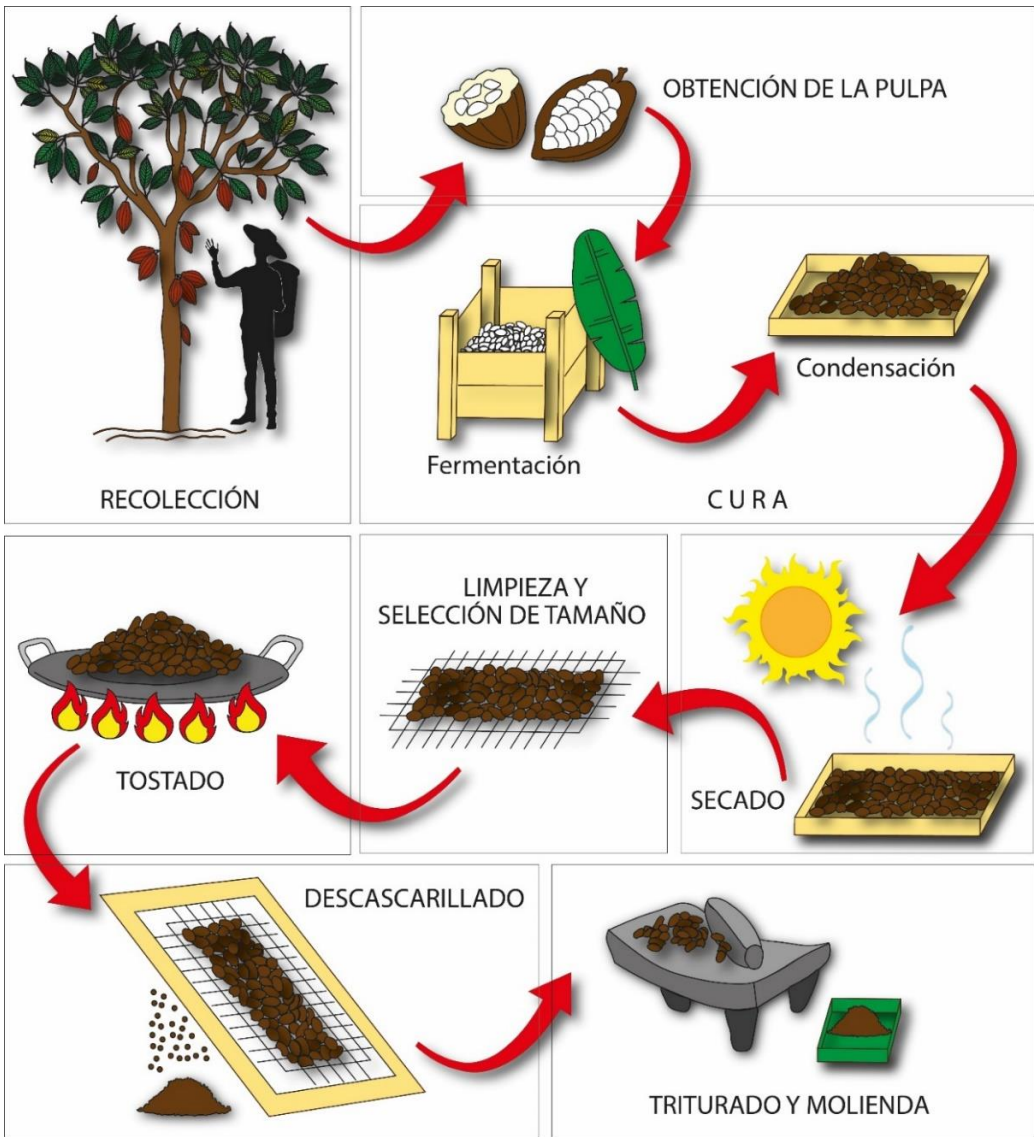 RECOLECCIÓN
OBTENCIÓN DE LA PULPA
Fermentación
Condensación
C U R A
SECADO
LIMPIEZA Y
SELECCIÓN DE TAMAÑO
TOSTADO
DESCASCARILLADO
TRITURADO Y MOLIENDA